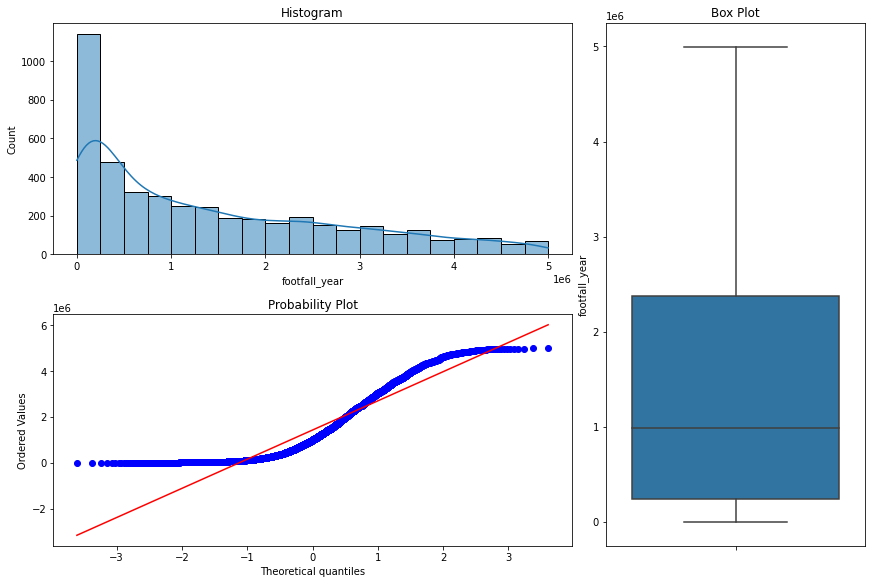 Histogram
Count
1000
800
600
400
200
0
0 1 2 3 4 5
1e6
footfall_year
Probability Plot
1e6
Ordered Values
6
4
2
0
−2
−3 −2 −1 0 1 2 3
Theoretical quantiles
Box Plot
1e6
footfall_year
5
4
3
2
1
0